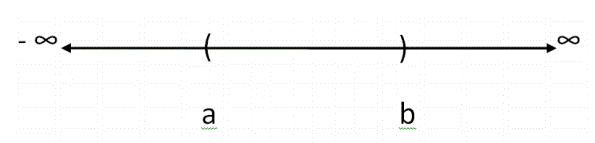 - ∞ ( ) ∞
a b